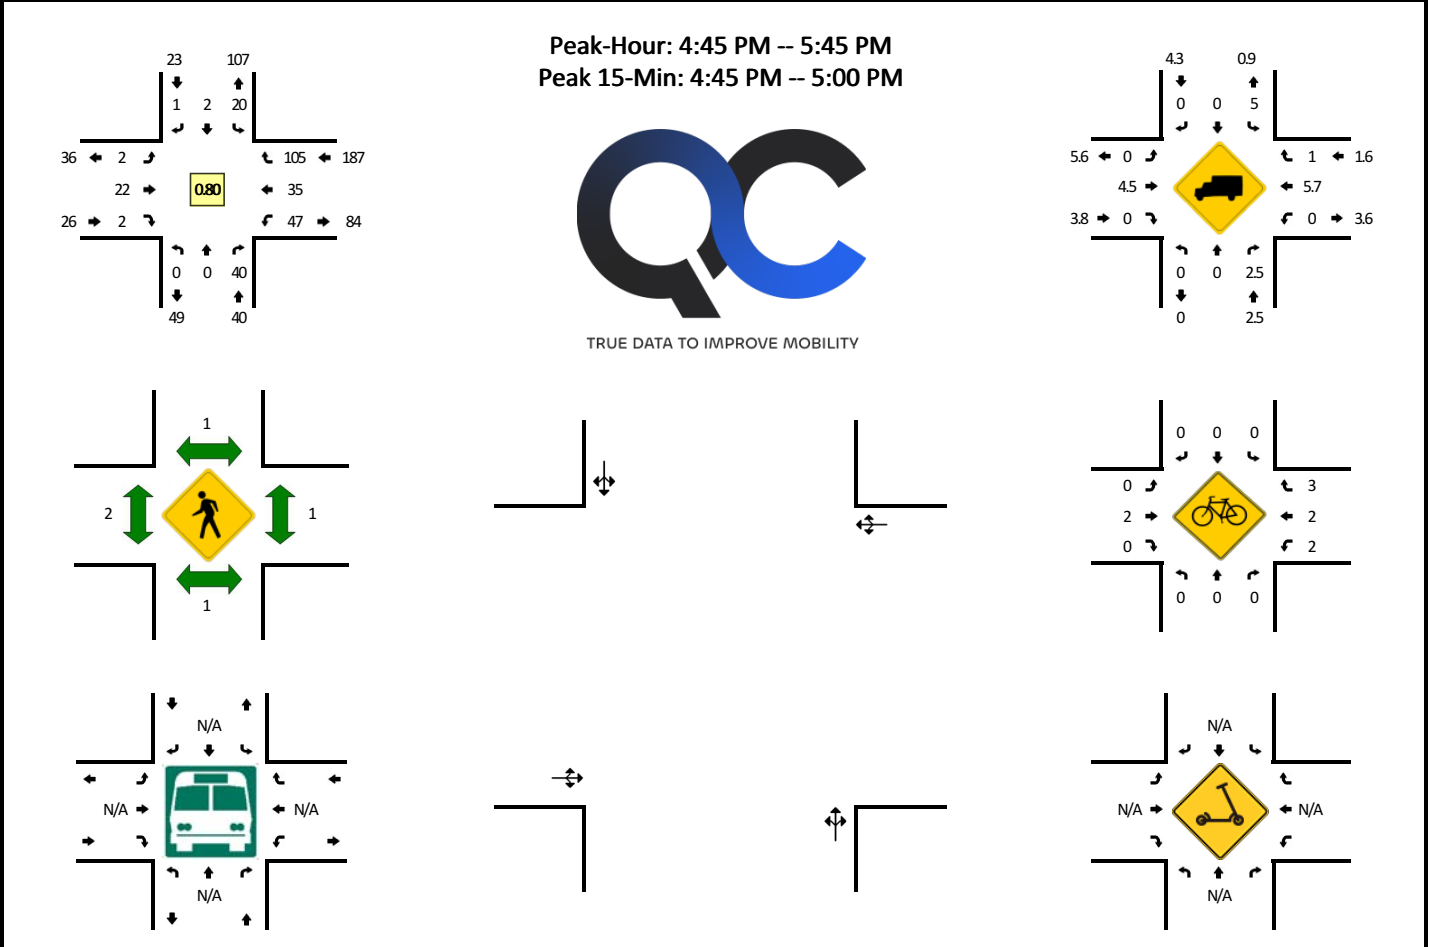 Peak-Hour: 4:45 PM -- 5:45 PM
Peak 15-Min: 4:45 PM -- 5:00 PM
23 107
1 2 20
36 2 105 187
22 0.80 35
26 2 47 84
0 0 40
49 40
QC
TRUE DATA TO IMPROVE MOBILITY
4.3 0.9
0 0 5
5.6 0 1 1.6
4.5 5.7
3.8 0 0 3.6
0 0 2.5
0 2.5
1
2 1
1
0 0 0
0 3
2 2
0 2
0 0 0
N/A
N/A N/A
N/A
N/A
N/A N/A
N/A